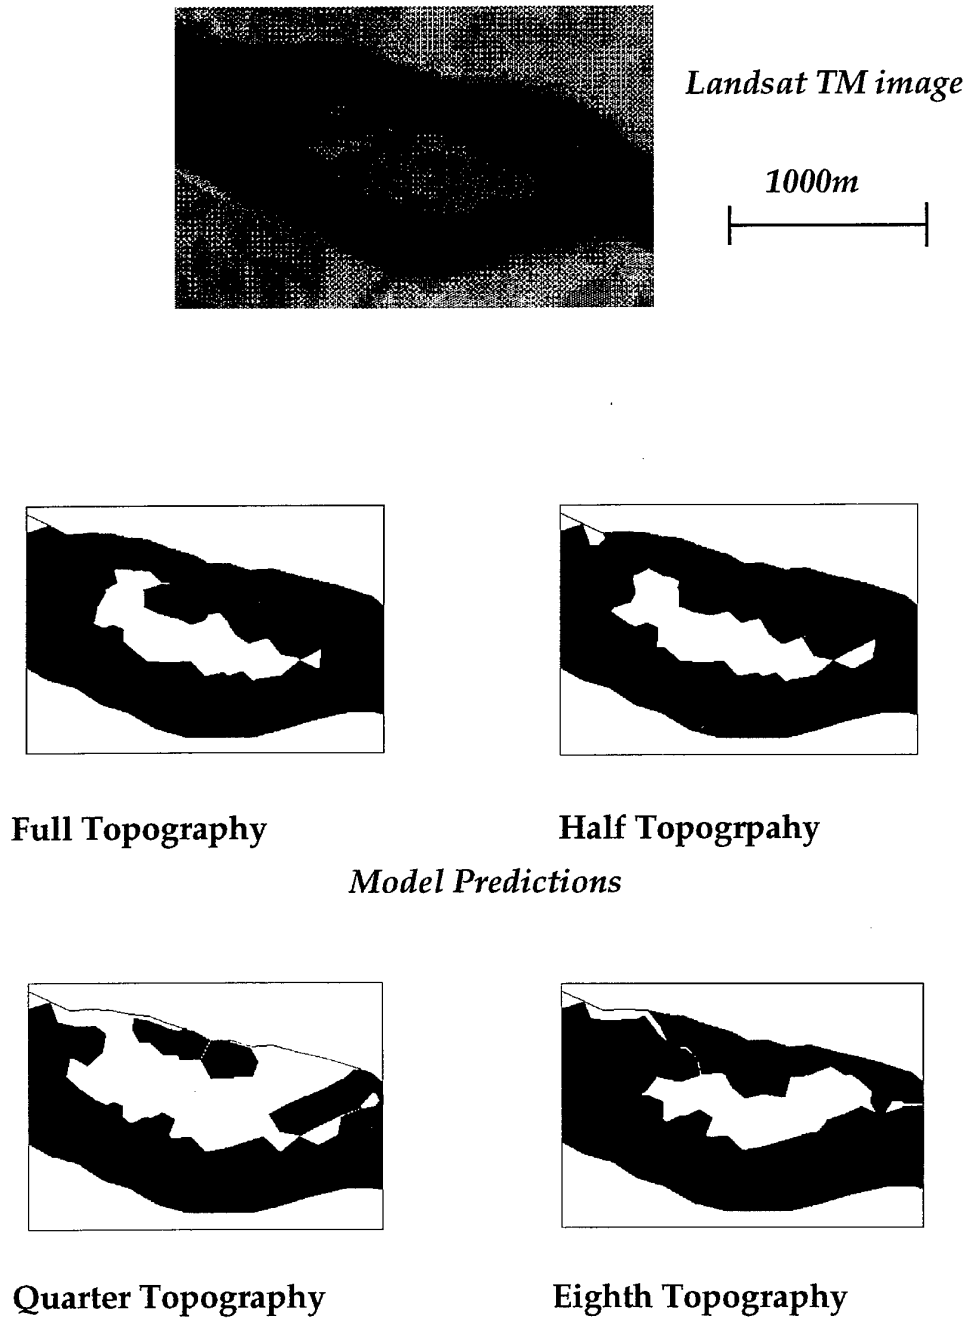 Landsat TM image
1000m
Full Topography
Half Topogrpahy
Model Predictions
Quarter Topography
Eighth Topography